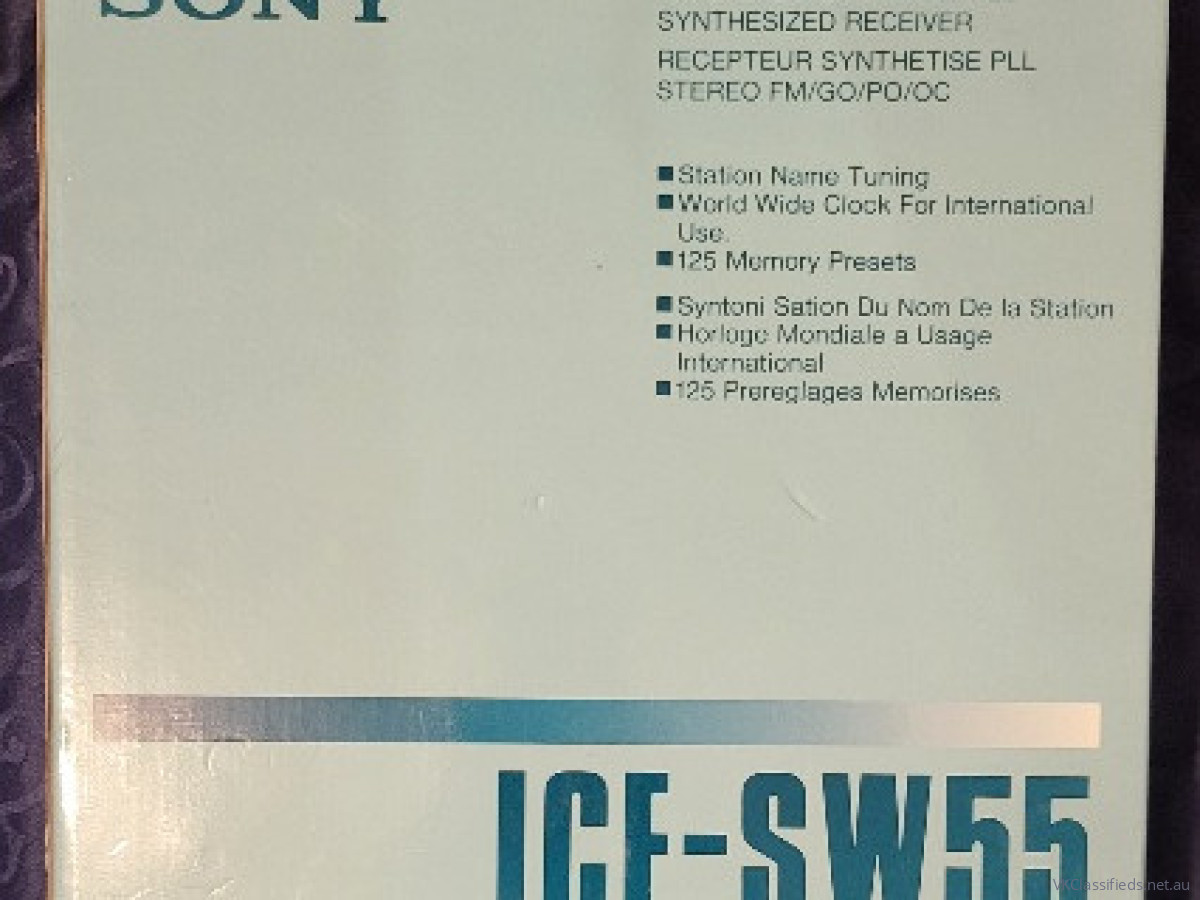 SONY
SYNTHESIZED RECEIVER
RECEPTEUR SYNTHETISE PLL
STEREO FM/GO/PO/OC
■ Station Name Tuning
■ World Wide Clock For International
Use.
■ 125 Memory Presets
■ Syntoni Sation Du Nom De la Station
■ Horloge Mondiale a Usage
International
■ 125 Prereglages Memorises
ICF-SW55
VKClassifieds.net.au